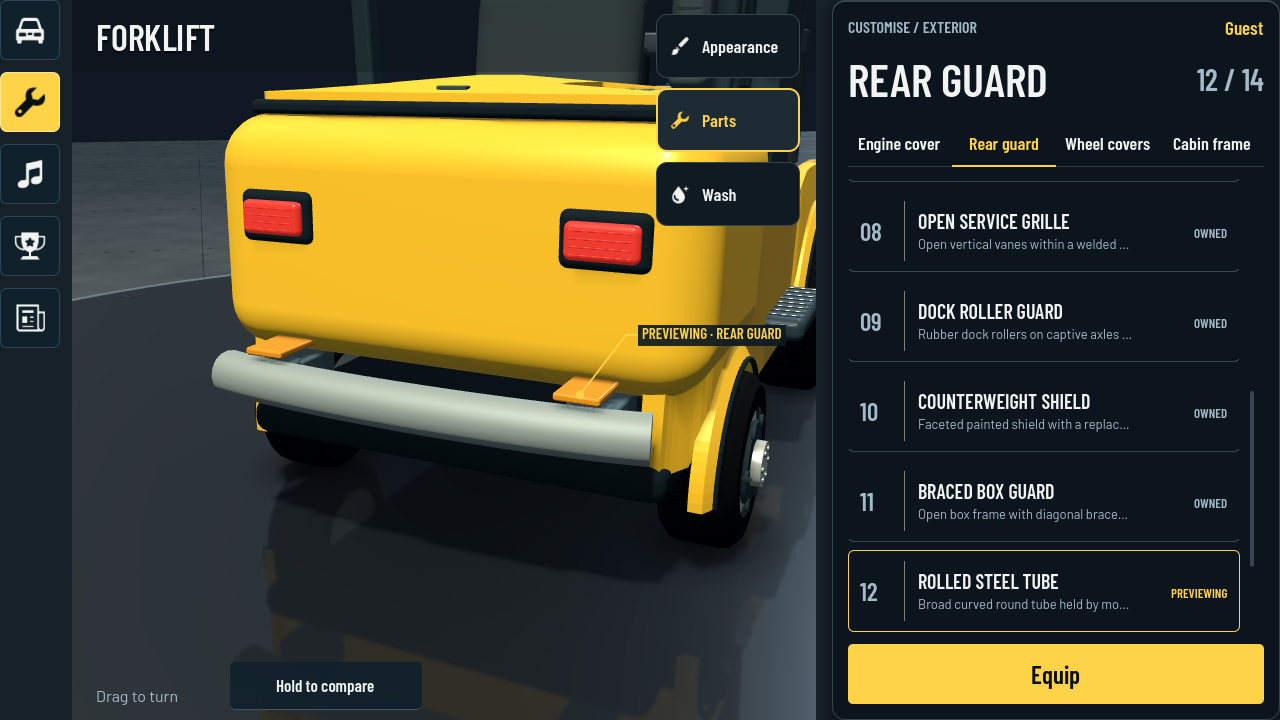 FORKLIFT
Appearance
Parts
Wash
PREVIEWING · REAR GUARD
Drag to turn
Hold to compare
CUSTOMISE / EXTERIOR
Guest
REAR GUARD
12 / 14
Engine cover
Rear guard
Wheel covers
Cabin frame
08
OPEN SERVICE GRILLE
Open vertical vanes within a welded ...
OWNED
09
DOCK ROLLER GUARD
Rubber dock rollers on captive axles ...
OWNED
10
COUNTERWEIGHT SHIELD
Faceted painted shield with a replac...
OWNED
11
BRACED BOX GUARD
Open box frame with diagonal brace...
OWNED
12
ROLLED STEEL TUBE
Broad curved round tube held by mo...
PREVIEWING
Equip